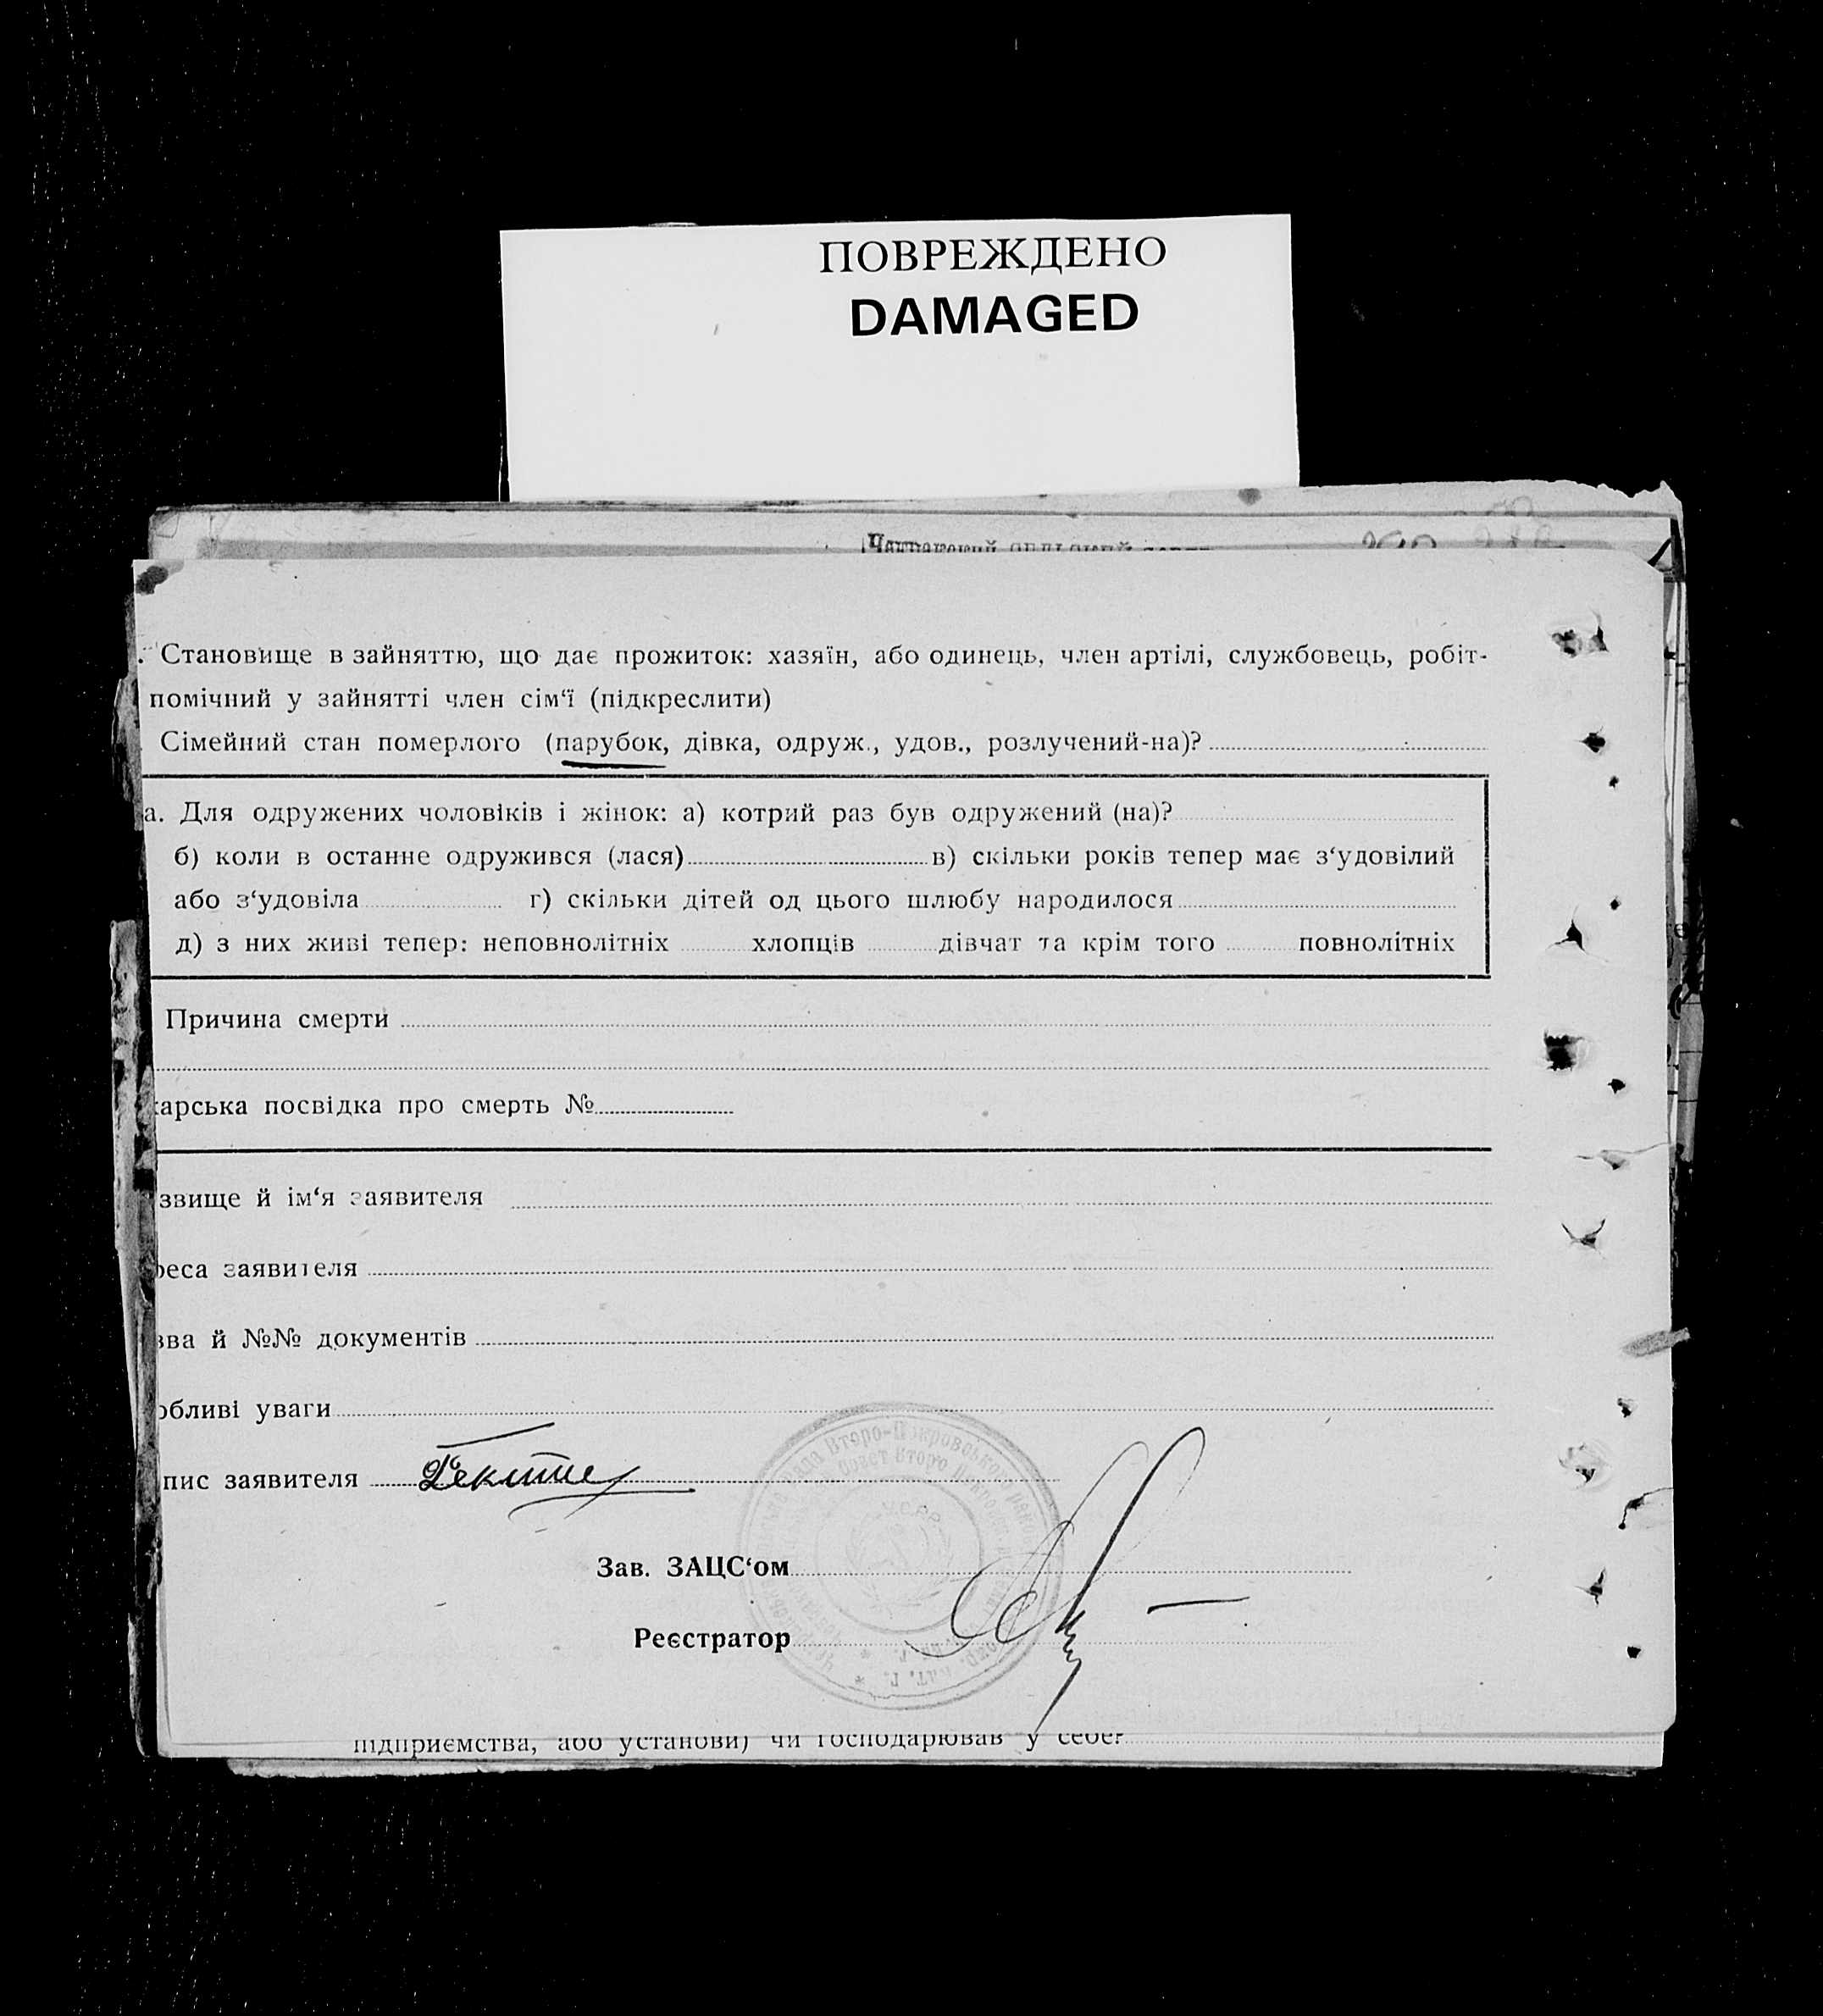 ПОВРЕЖДЕНО
DAMAGED
. Становище в зайняттю, що дає прожиток: хазяїн, або одинець, член артілі, службовець, робіт-
помічний у зайнятті член сім‘ї (підкреслити)
Сімейний стан померлого (парубок, дівка, одруж., удов., розлучений-на)?
а. Для одружених чоловіків і жінок: а) котрий раз був одружений (на)?
б) коли в останнє одружився (лася) в) скільки років тепер має з‘удовілий
або з‘удовіла г) скільки дітей од цього шлюбу народилося
д) з них живі тепер: неповнолітніх хлопців дівчат та крім того повнолітніх
Причина смерти
карська посвідка про смерть №
звище й ім‘я заявителя
реса заявителя
зва й №№ документів
обливі уваги
пис заявителя
Зав. ЗАЦС‘ом
Реєстратор
підприємства, або установи) чи господарював у себе?